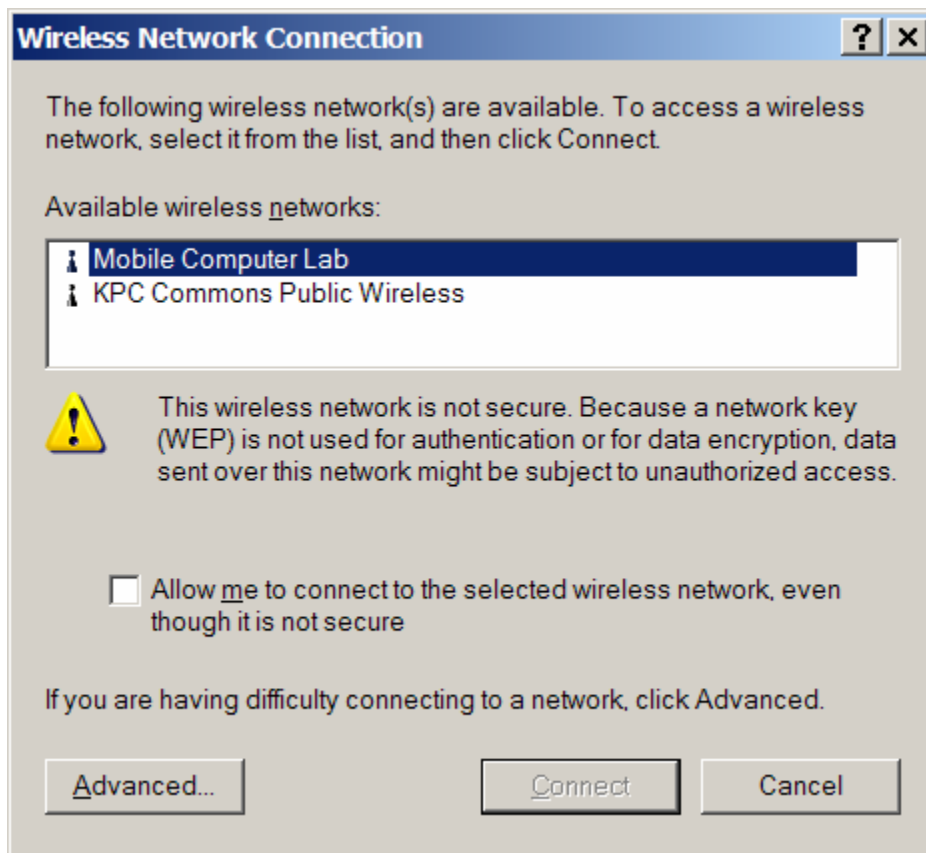 Wireless Network Connection
The following wireless network(s) are available. To access a wireless
network, select it from the list, and then click Connect.
Available wireless networks:
Mobile Computer Lab
KPC Commons Public Wireless
This wireless network is not secure. Because a network key
(WEP) is not used for authentication or for data encryption, data
sent over this network might be subject to unauthorized access.
Allow me to connect to the selected wireless network, even
though it is not secure
If you are having difficulty connecting to a network, click Advanced.
Advanced... Connect Cancel